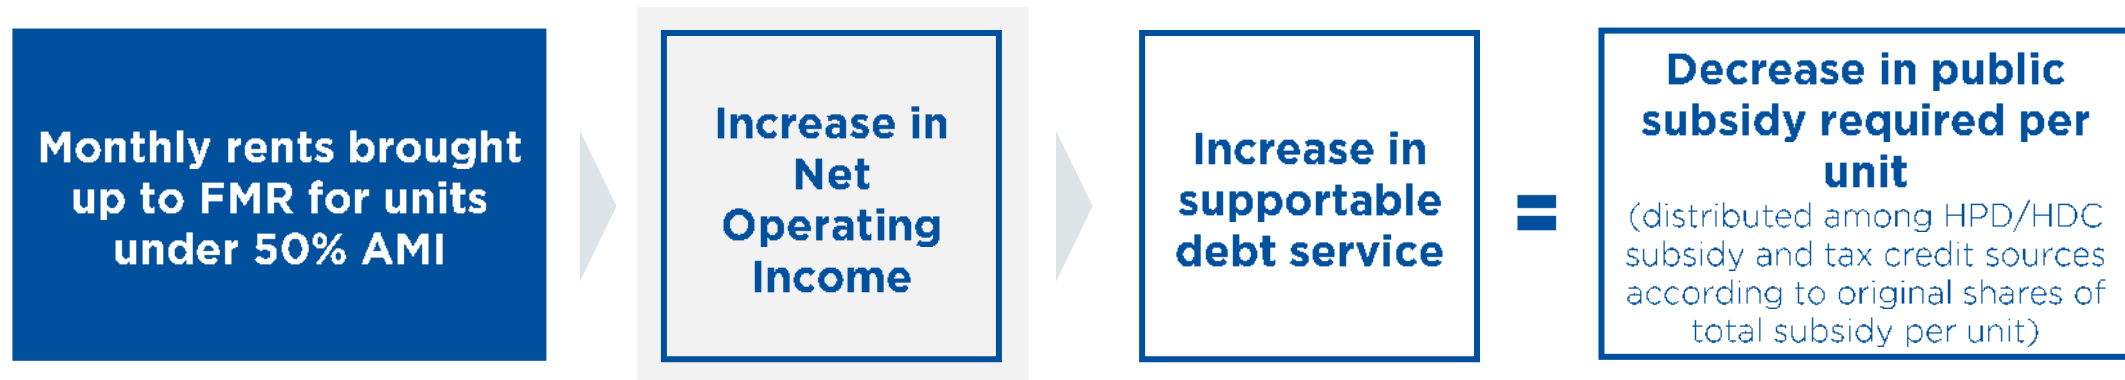 Monthly rents brought
up to FMR for units
under 50% AMI
Increase in
Net
Operating
Income
Increase in
supportable
debt service
=
Decrease in public
subsidy required per
unit
(distributed among HPD/HDC
subsidy and tax credit sources
according to original shares of
total subsidy per unit)